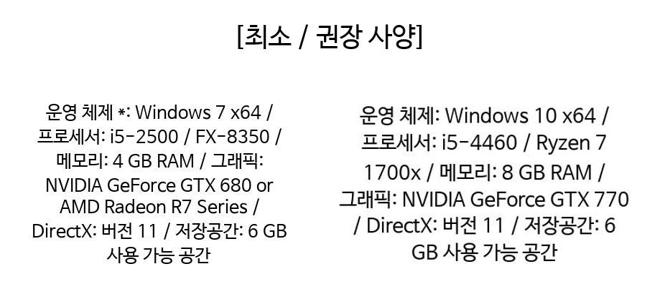 [최소 / 권장 사양]
운영 체제 *: Windows 7 x64 /
프로세서: i5-2500 / FX-8350 /
메모리: 4 GB RAM / 그래픽:
NVIDIA GeForce GTX 680 or
AMD Radeon R7 Series /
DirectX: 버전 11 / 저장공간: 6 GB
사용 가능 공간
운영 체제: Windows 10 x64 /
프로세서: i5-4460 / Ryzen 7
1700x / 메모리: 8 GB RAM /
그래픽: NVIDIA GeForce GTX 770
/ DirectX: 버전 11 / 저장공간: 6
GB 사용 가능 공간